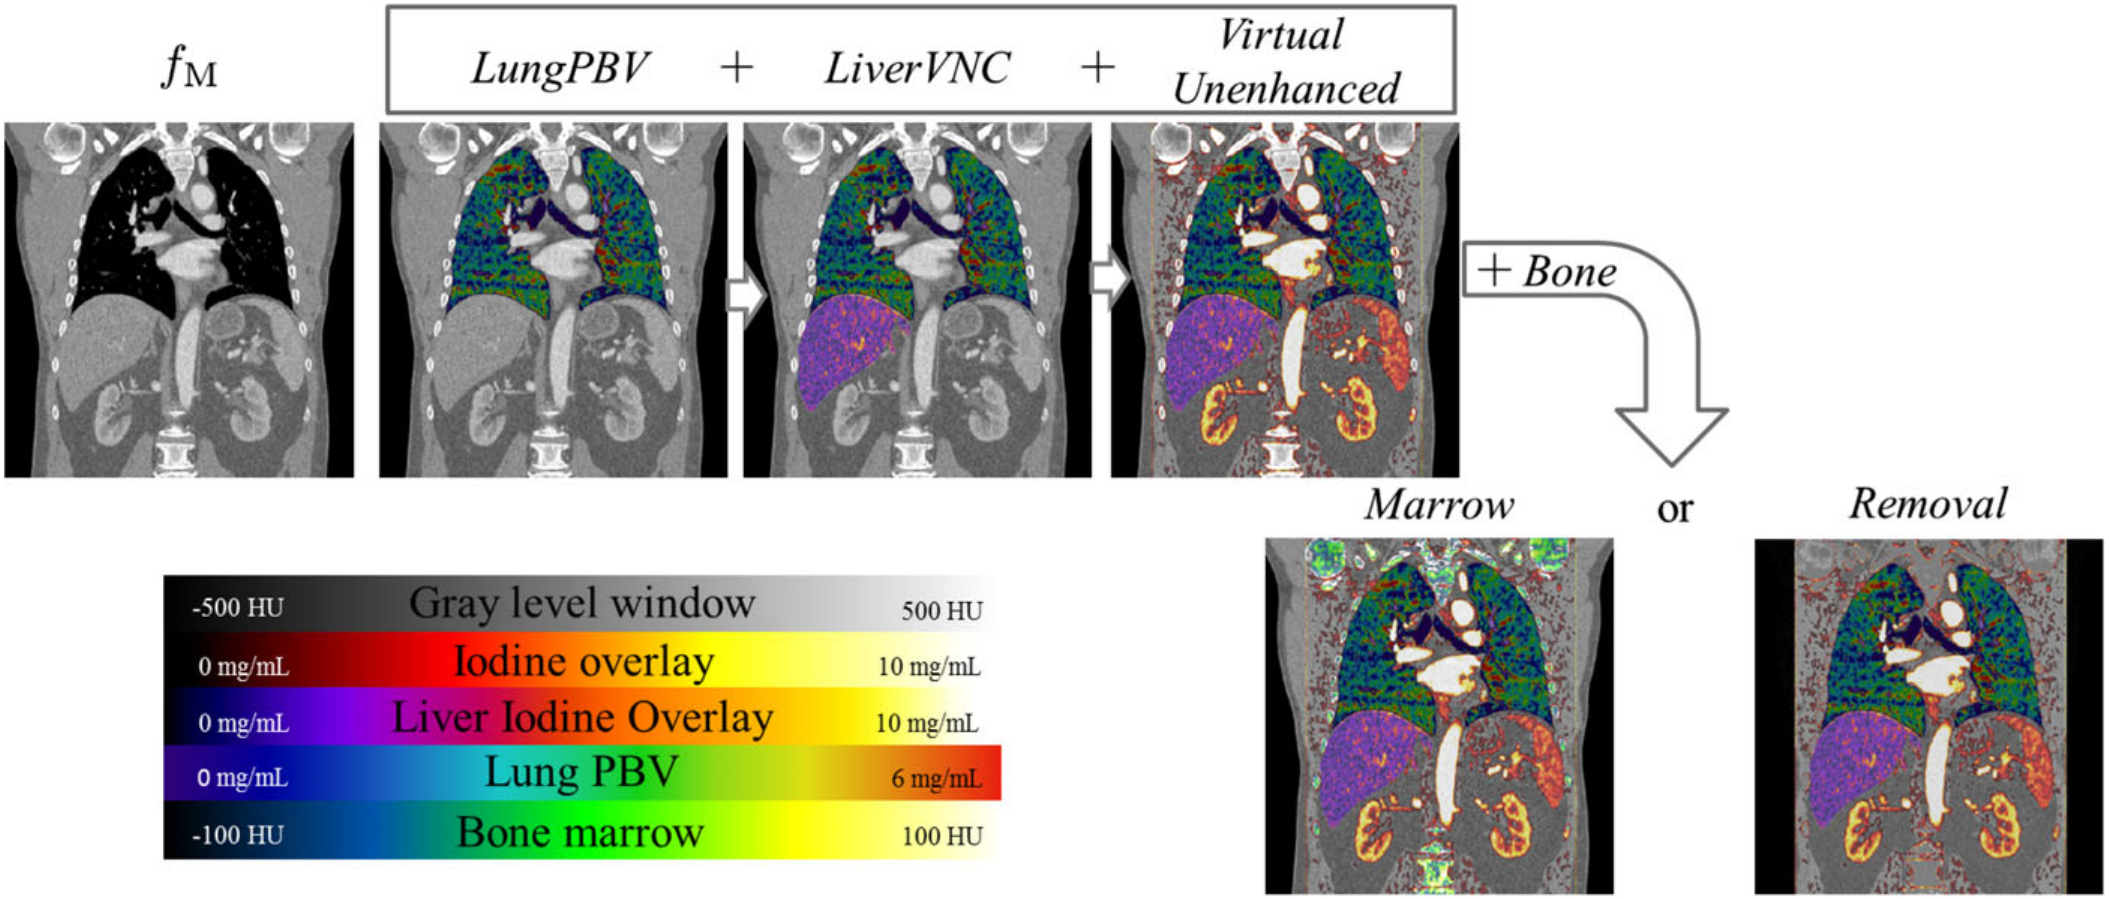 fM
LungPBV + LiverVNC + Virtual Unenhanced
+ Bone
Marrow or Removal
-500 HU Gray level window 500 HU
0 mg/mL Iodine overlay 10 mg/mL
0 mg/mL Liver Iodine Overlay 10 mg/mL
0 mg/mL Lung PBV 6 mg/mL
-100 HU Bone marrow 100 HU